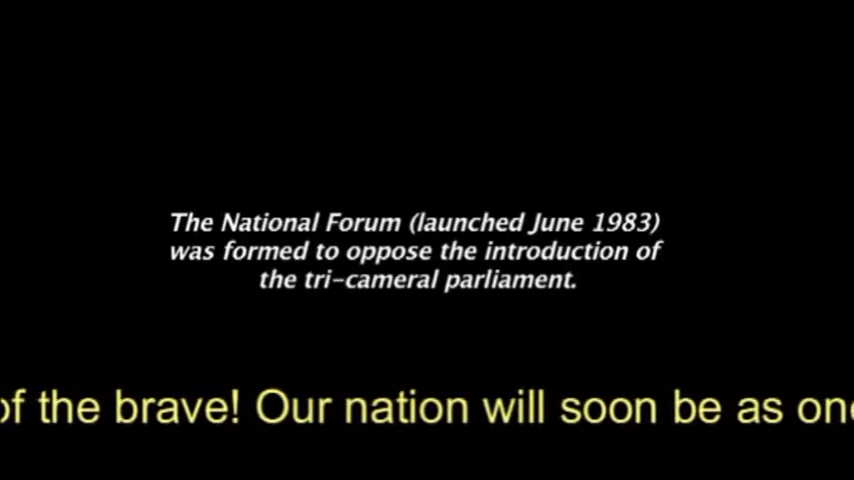 The National Forum (launched June 1983)
was formed to oppose the introduction of
the tri-cameral parliament.
of the brave! Our nation will soon be as one